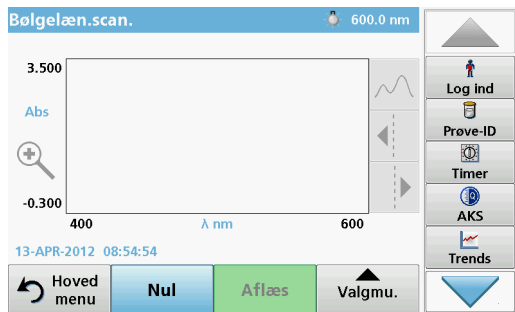 Bølgelæn.scan.
600.0 nm
3.500
Abs
-0.300
400
λ nm
600
13-APR-2012 08:54:54
Hoved
menu
Nul
Aflæs
Valgmu.
Log ind
Prøve-ID
Timer
AKS
Trends